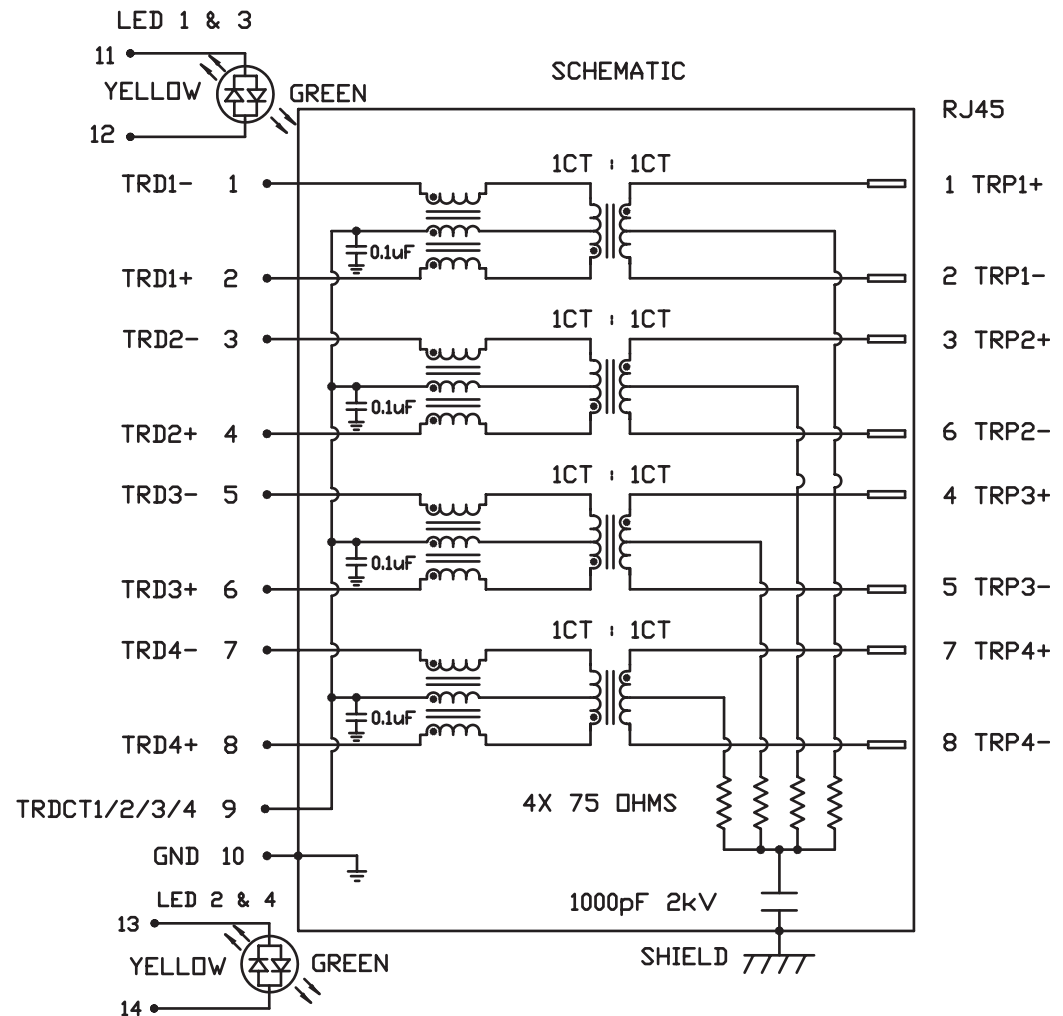 LED 1 & 3
11
YELLOW
GREEN
12
SCHEMATIC
RJ45
1CT : 1CT
TRD1- 1
1 TRP1+
0.1uF
TRD1+ 2
2 TRP1-
1CT : 1CT
TRD2- 3
3 TRP2+
0.1uF
TRD2+ 4
6 TRP2-
1CT : 1CT
TRD3- 5
4 TRP3+
0.1uF
TRD3+ 6
5 TRP3-
1CT : 1CT
TRD4- 7
7 TRP4+
0.1uF
TRD4+ 8
8 TRP4-
4X 75 OHMS
TRDCT1/2/3/4 9
GND 10
LED 2 & 4
1000pF 2kV
13
SHIELD
YELLOW
GREEN
14